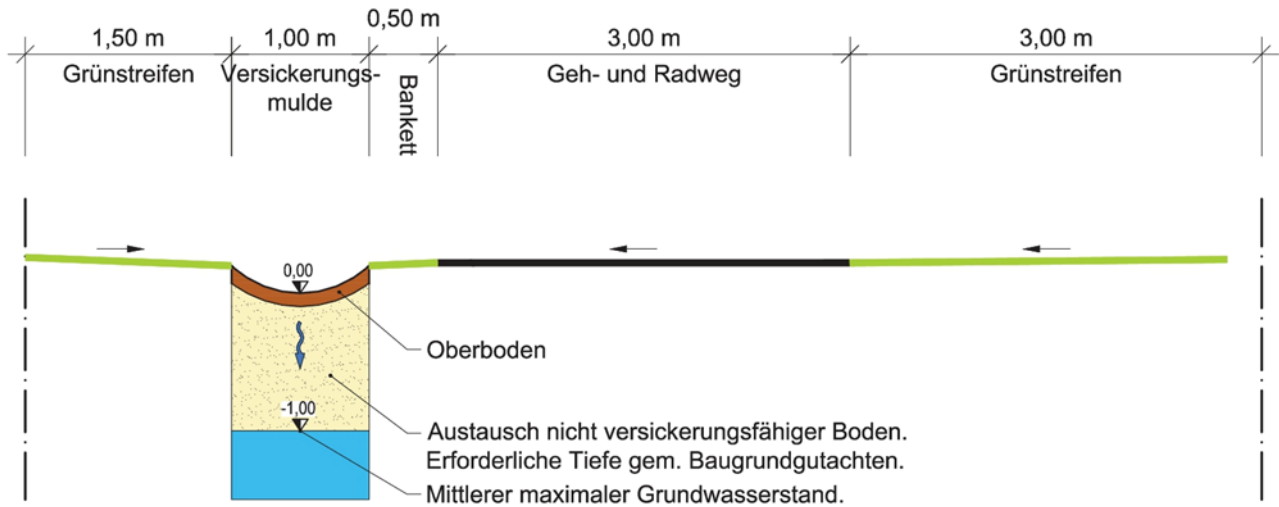 0,50 m
1,50 m
1,00 m
3,00 m
3,00 m
Grünstreifen
Versickerungs-
mulde
Bankett
Geh- und Radweg
Grünstreifen
0,00
Oberboden
-1,00
Austausch nicht versickerungsfähiger Boden.
Erforderliche Tiefe gem. Baugrundgutachten.
Mittlerer maximaler Grundwasserstand.